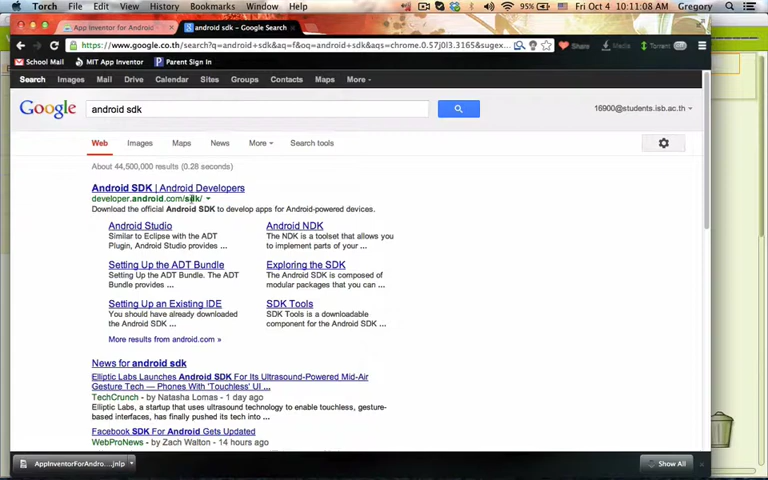 Torch File Edit View History Bookmarks Window Help 95% Fri Oct 4 10:11:08 AM Gregory
App Inventor for Android android sdk – Google Search
https://www.google.co.th/search?q=android+sdk&aq=f&oq=android+sdk&aqs=chrome.0.57j0l3.3165&sugex... Share Media Torrent
School Mail MIT App Inventor Parent Sign In
Search Images Mail Drive Calendar Sites Groups Contacts Maps More
Google android sdk 16900@students.isb.ac.th
Web Images Maps News More Search tools
About 44,500,000 results (0.28 seconds)
Android SDK | Android Developers
developer.android.com/sdk/
Download the official Android SDK to develop apps for Android-powered devices.
Android Studio
Similar to Eclipse with the ADT
Plugin, Android Studio provides ...
Android NDK
The NDK is a toolset that allows you
to implement parts of your ...
Setting Up the ADT Bundle
Setting Up the ADT Bundle. The ADT
Bundle provides ...
Exploring the SDK
The Android SDK is composed of
modular packages that you can ...
Setting Up an Existing IDE
You should have already downloaded
the Android SDK ...
SDK Tools
SDK Tools is a downloadable
component for the Android SDK ...
More results from android.com »
News for android sdk
Elliptic Labs Launches Android SDK For Its Ultrasound-Powered Mid-Air
Gesture Tech — Phones With 'Touchless' UI ...
TechCrunch - by Natasha Lomas - 1 day ago
Elliptic Labs, a startup that uses ultrasound technology to enable touchless, gesture-
based interfaces, has finally pushed its tech into ...
Facebook SDK For Android Gets Updated
WebProNews - by Zach Walton - 14 hours ago
AppInventorForAndro....jnlp Show All